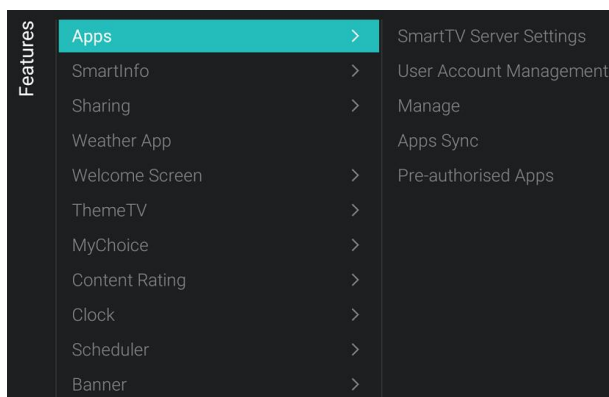 Features
Apps
SmartInfo
Sharing
Weather App
Welcome Screen
ThemeTV
MyChoice
Content Rating
Clock
Scheduler
Banner
SmartTV Server Settings
User Account Management
Manage
Apps Sync
Pre-authorised Apps